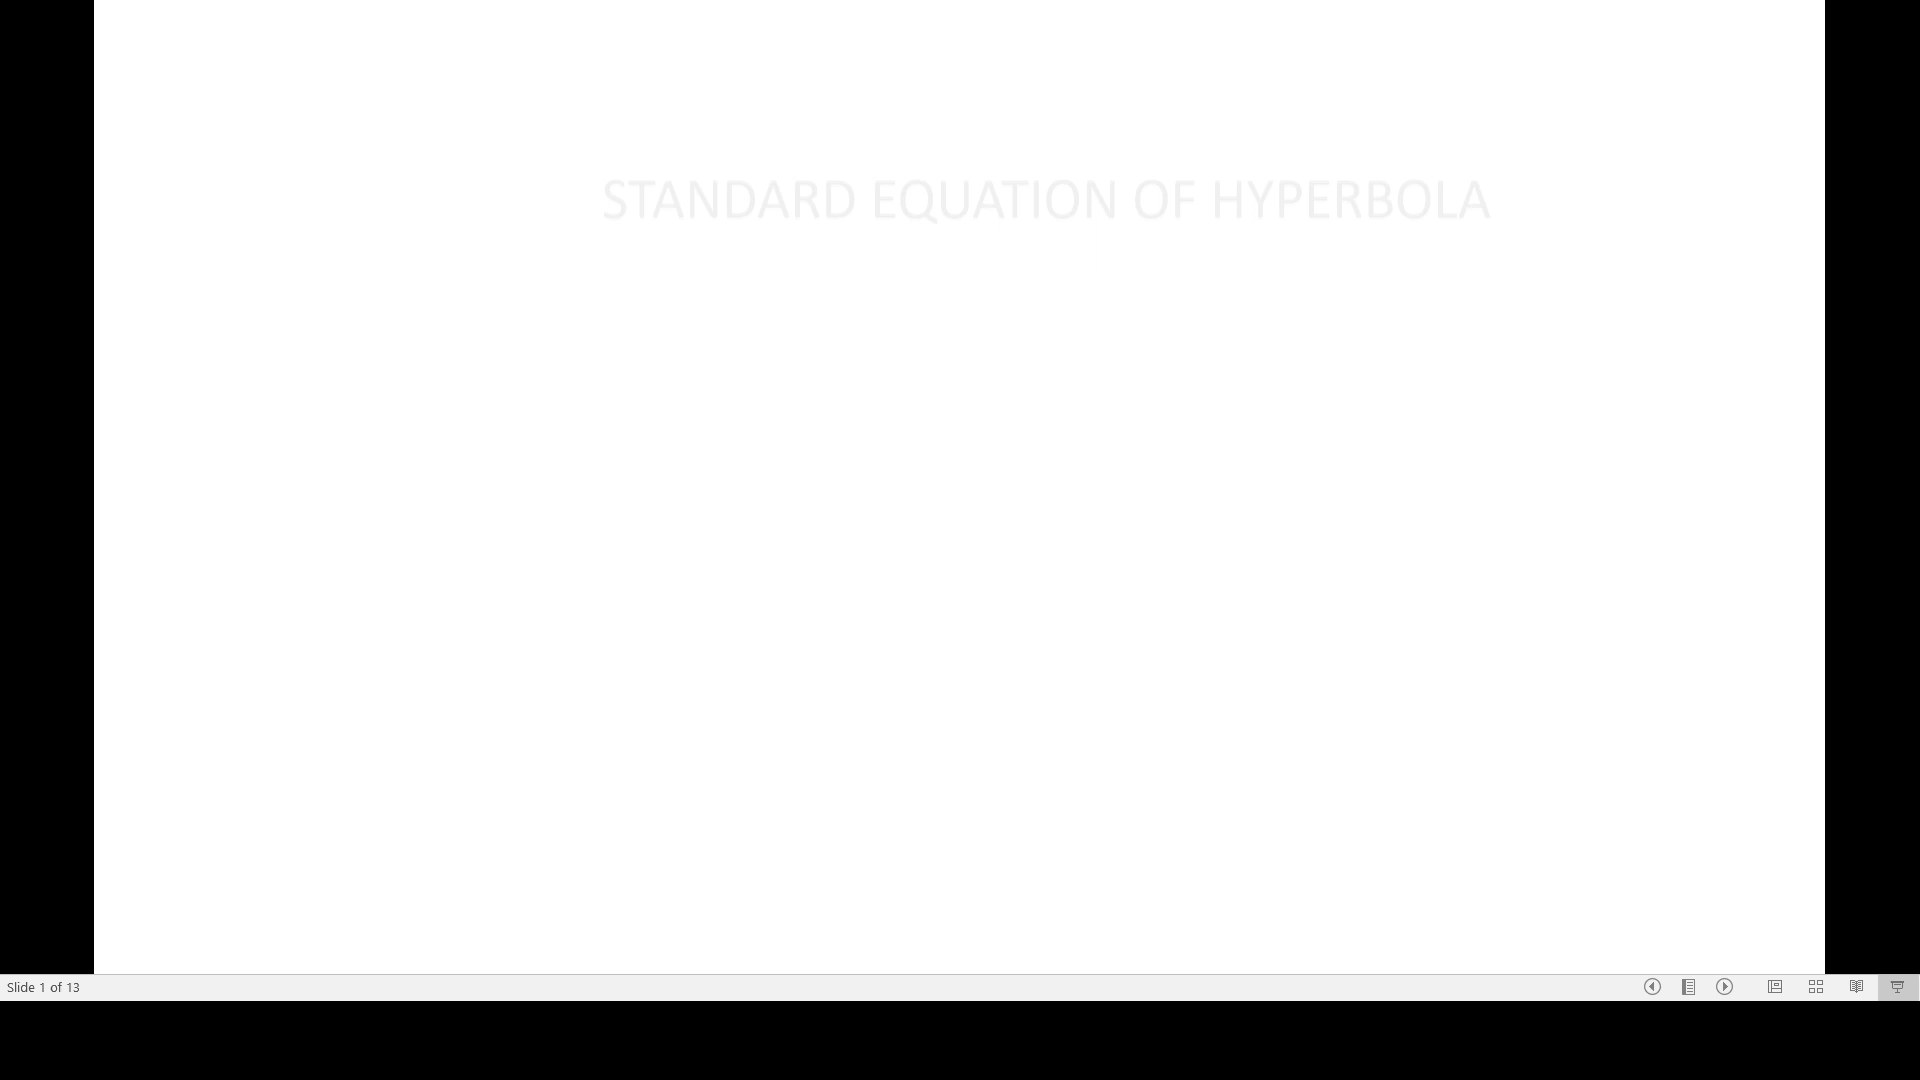 STANDARD EQUATION OF HYPERBOLA
Slide 1 of 13